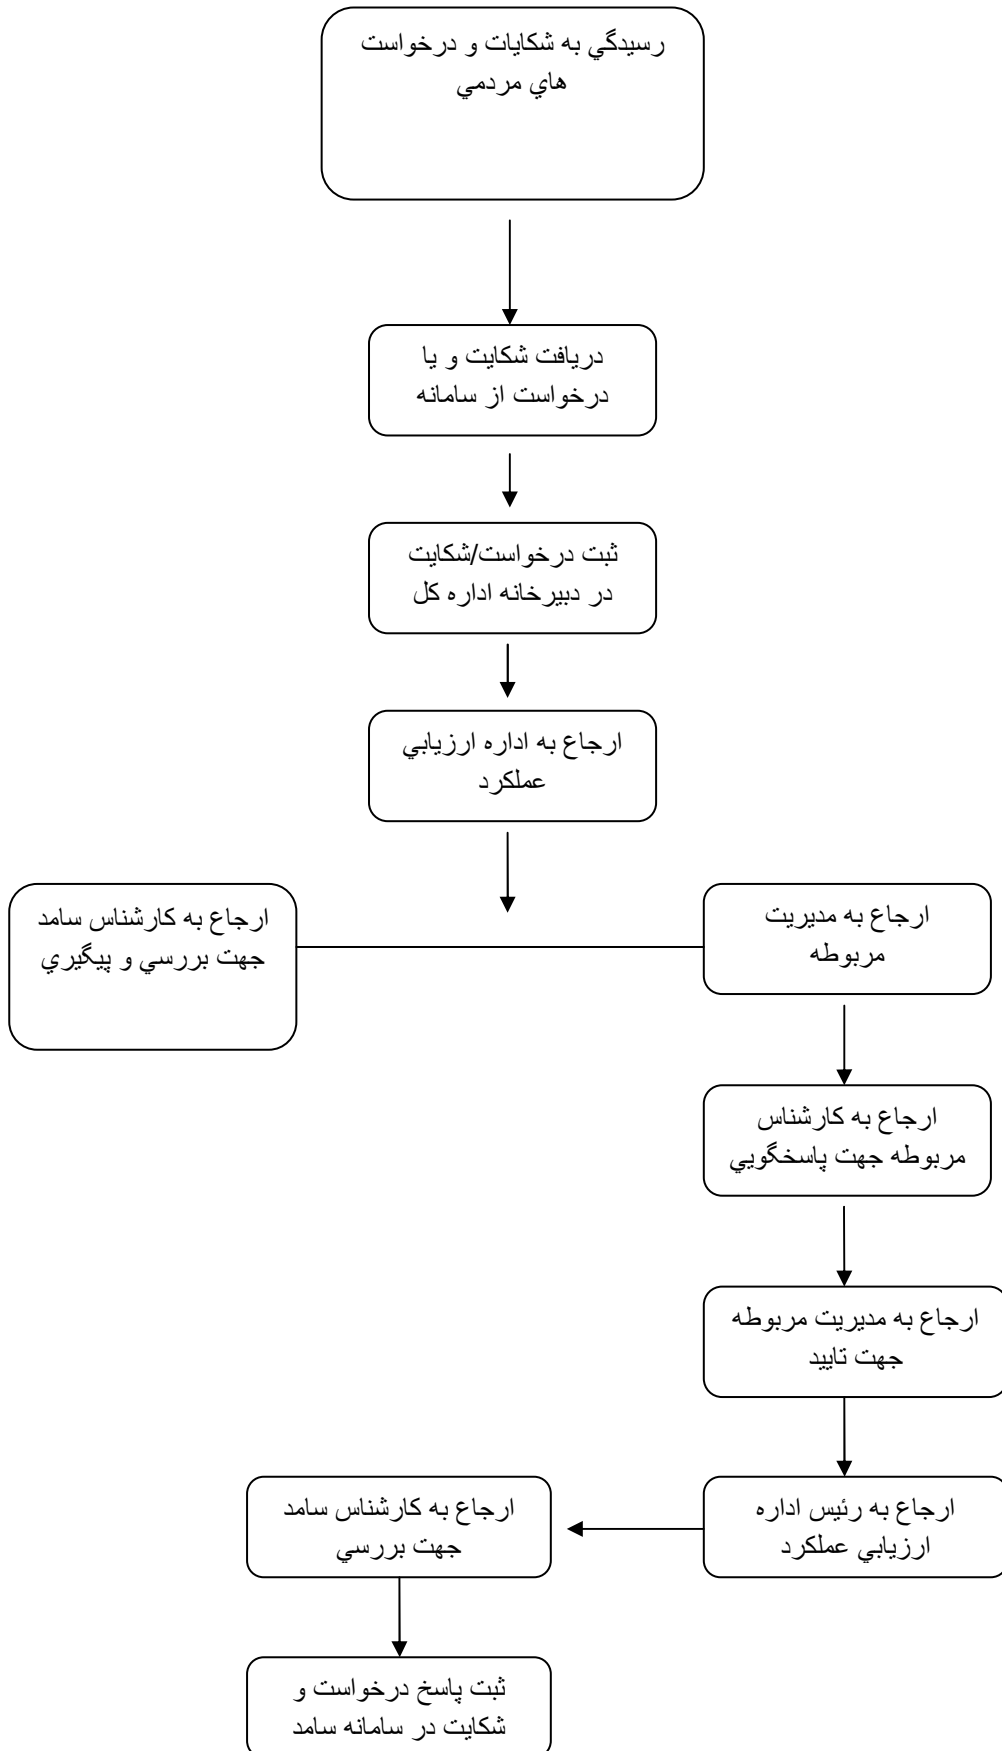 رسيدگي به شكايات و درخواست
هاي مردمي
دريافت شكايت و يا
درخواست از سامانه
ثبت درخواست/شكايت
در دبيرخانه اداره كل
ارجاع به اداره ارزيابي
عملكرد
ارجاع به مديريت
مربوطه
ارجاع به كارشناس سامد
جهت بررسي و پيگيري
ارجاع به كارشناس
مربوطه جهت پاسخگويي
ارجاع به مديريت مربوطه
جهت تاييد
ارجاع به رئيس اداره
ارزيابي عملكرد
ارجاع به كارشناس سامد
جهت بررسي
ثبت پاسخ درخواست و
شكايت در سامانه سامد